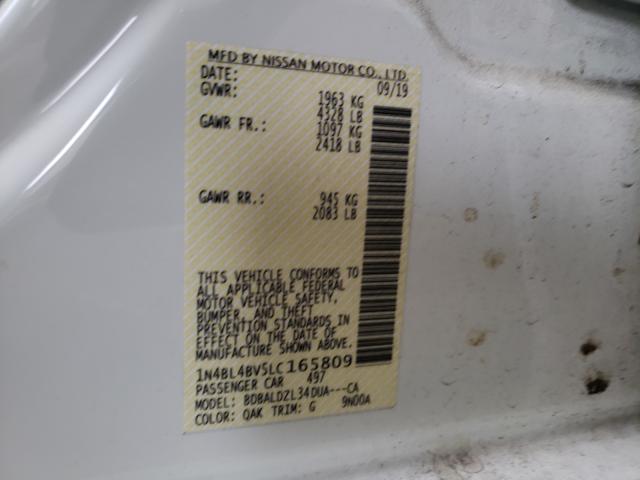 MFD BY NISSAN MOTOR CO., LTD.
DATE: 09/19
GVWR: 1963 KG
4328 LB
GAWR FR.: 1097 KG
2418 LB
GAWR RR.: 945 KG
2083 LB
THIS VEHICLE CONFORMS TO
ALL APPLICABLE FEDERAL
MOTOR VEHICLE SAFETY,
BUMPER, AND THEFT
PREVENTION STANDARDS IN
EFFECT ON THE DATE OF
MANUFACTURE SHOWN ABOVE.
1N4BL4BV5LC165809
PASSENGER CAR 497
MODEL: BDBALDZL34DUA---CA
COLOR: QAK TRIM: G 9N00A